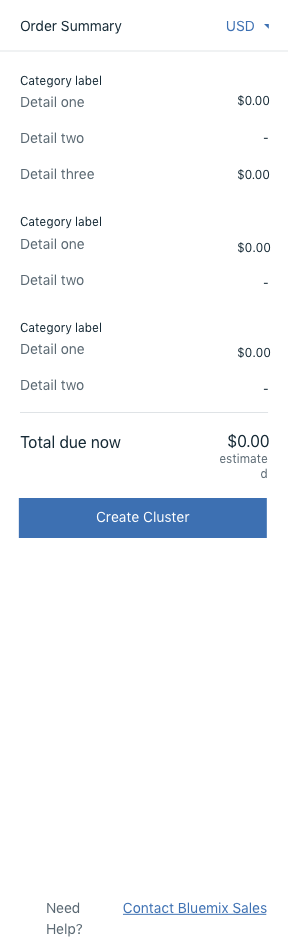 Order Summary USD
Category label
Detail one $0.00
Detail two -
Detail three $0.00
Category label
Detail one $0.00
Detail two -
Category label
Detail one $0.00
Detail two -
Total due now $0.00
estimate
d
Create Cluster
Need Contact Bluemix Sales
Help?